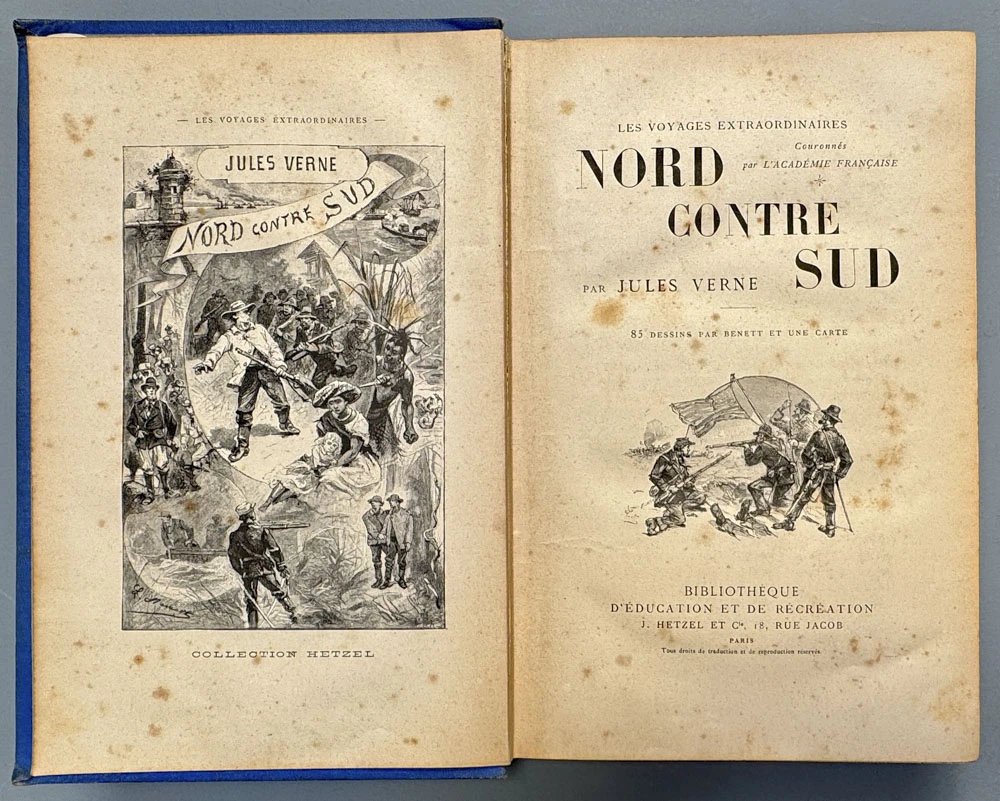 — LES VOYAGES EXTRAORDINAIRES —
JULES VERNE
NORD CONTRE SUD
COLLECTION HETZEL
LES VOYAGES EXTRAORDINAIRES
Couronnés
par L'ACADÉMIE FRANÇAISE
NORD
CONTRE
SUD
PAR JULES VERNE
85 DESSINS PAR BENETT ET UNE CARTE
BIBLIOTHÈQUE
D'ÉDUCATION ET DE RÉCRÉATION
J. HETZEL ET Cie, 18, RUE JACOB
PARIS
Tous droits de traduction et de reproduction réservés.